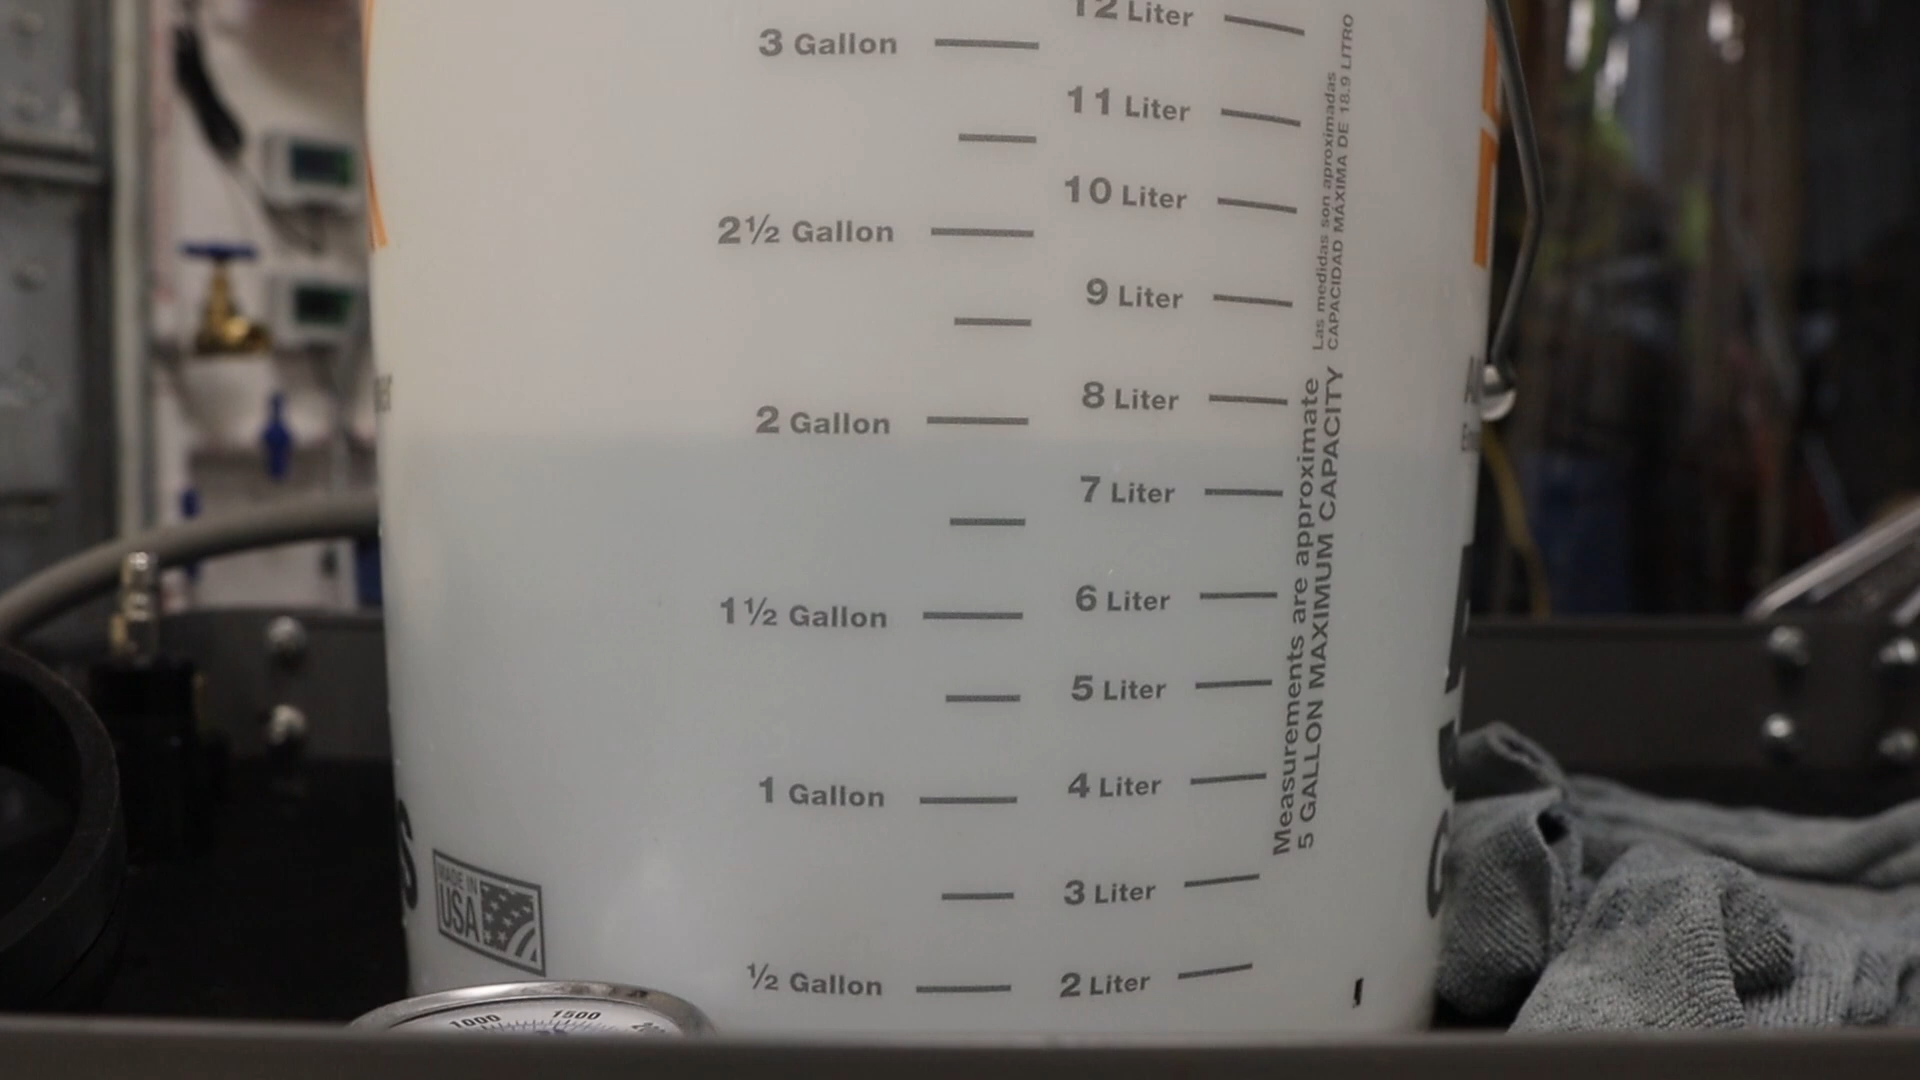 12 Liter
3 Gallon
11 Liter
10 Liter
2½ Gallon
9 Liter
8 Liter
2 Gallon
7 Liter
6 Liter
1½ Gallon
5 Liter
1 Gallon
4 Liter
3 Liter
½ Gallon
2 Liter
Measurements are approximate Las medidas son aproximadas
5 GALLON MAXIMUM CAPACITY CAPACIDAD MÁXIMA DE 18.9 LITRO
MADE IN
USA
1000 1500